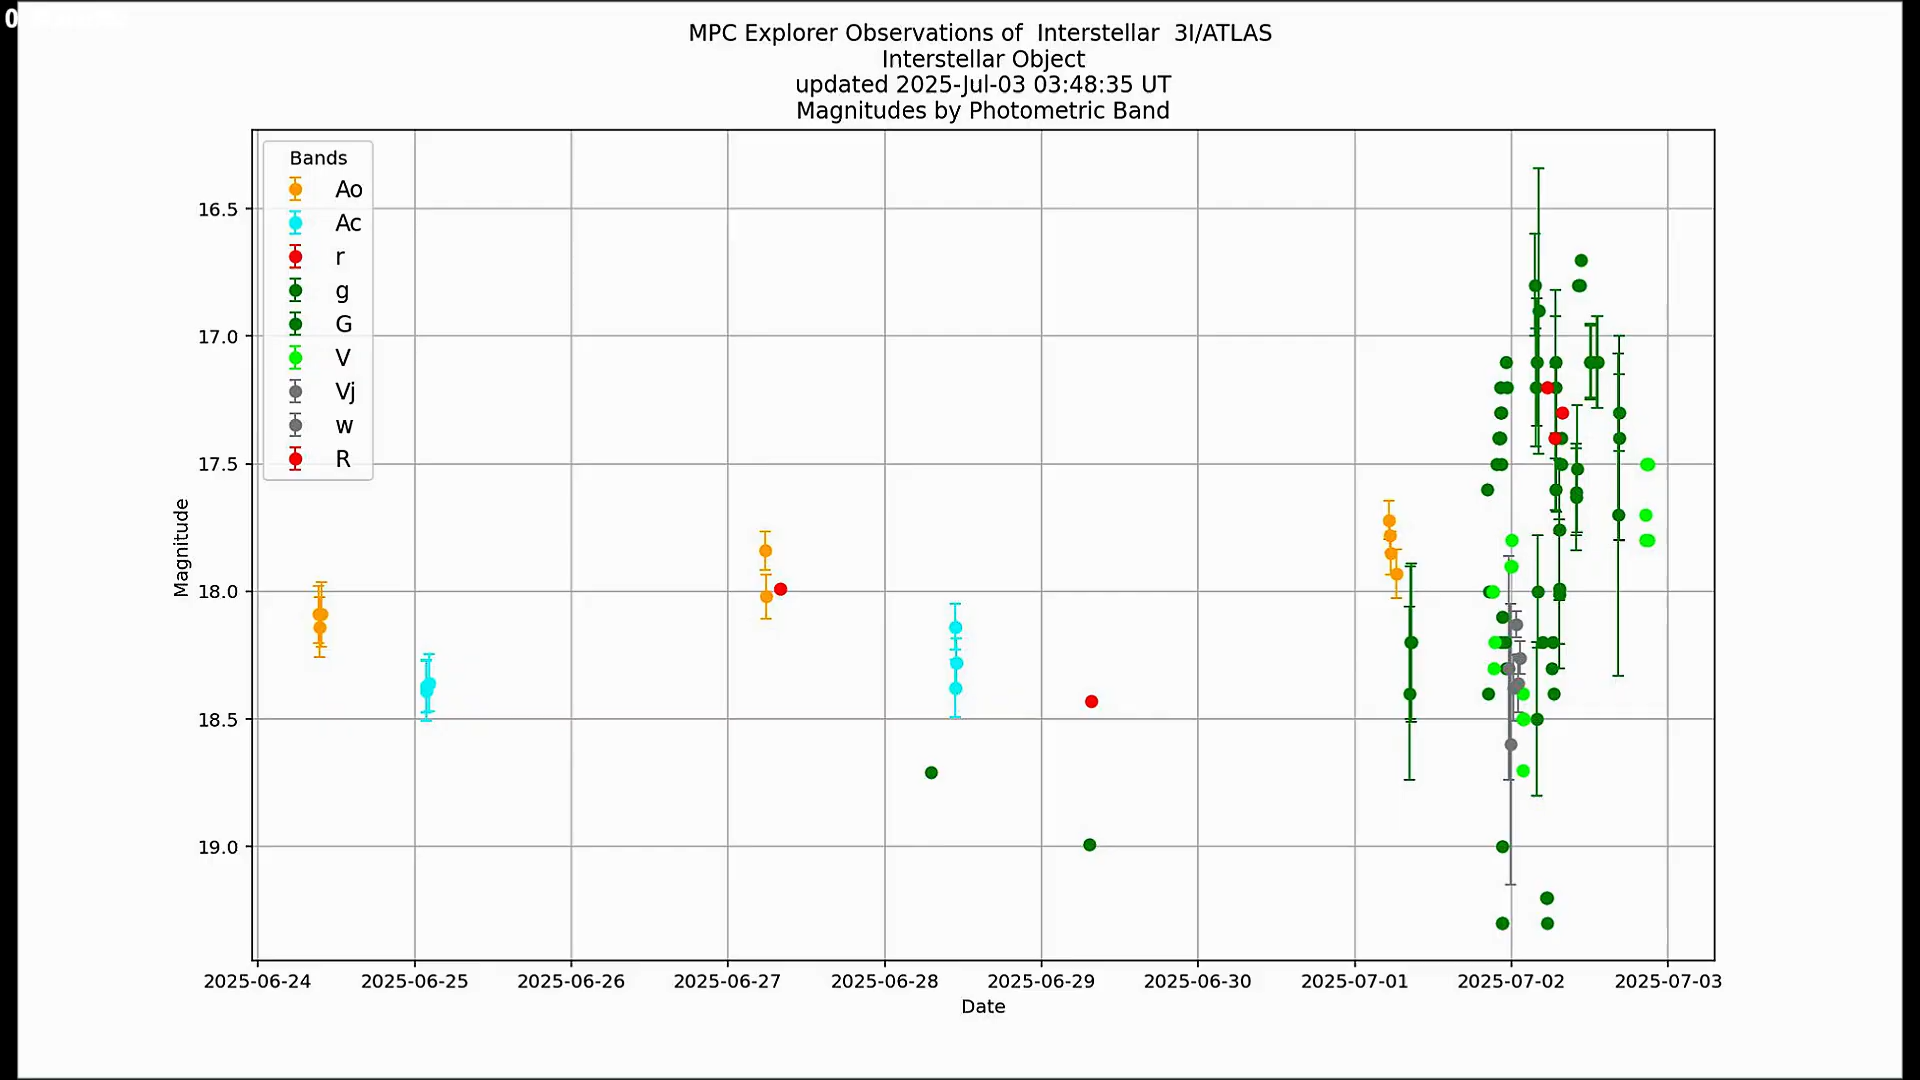 0
MPC Explorer Observations of Interstellar 3I/ATLAS
Interstellar Object
updated 2025-Jul-03 03:48:35 UT
Magnitudes by Photometric Band
Bands
Ao
Ac
r
g
G
V
Vj
w
R
16.5
17.0
17.5
18.0
18.5
19.0
Magnitude
2025-06-24 2025-06-25 2025-06-26 2025-06-27 2025-06-28 2025-06-29 2025-06-30 2025-07-01 2025-07-02 2025-07-03
Date